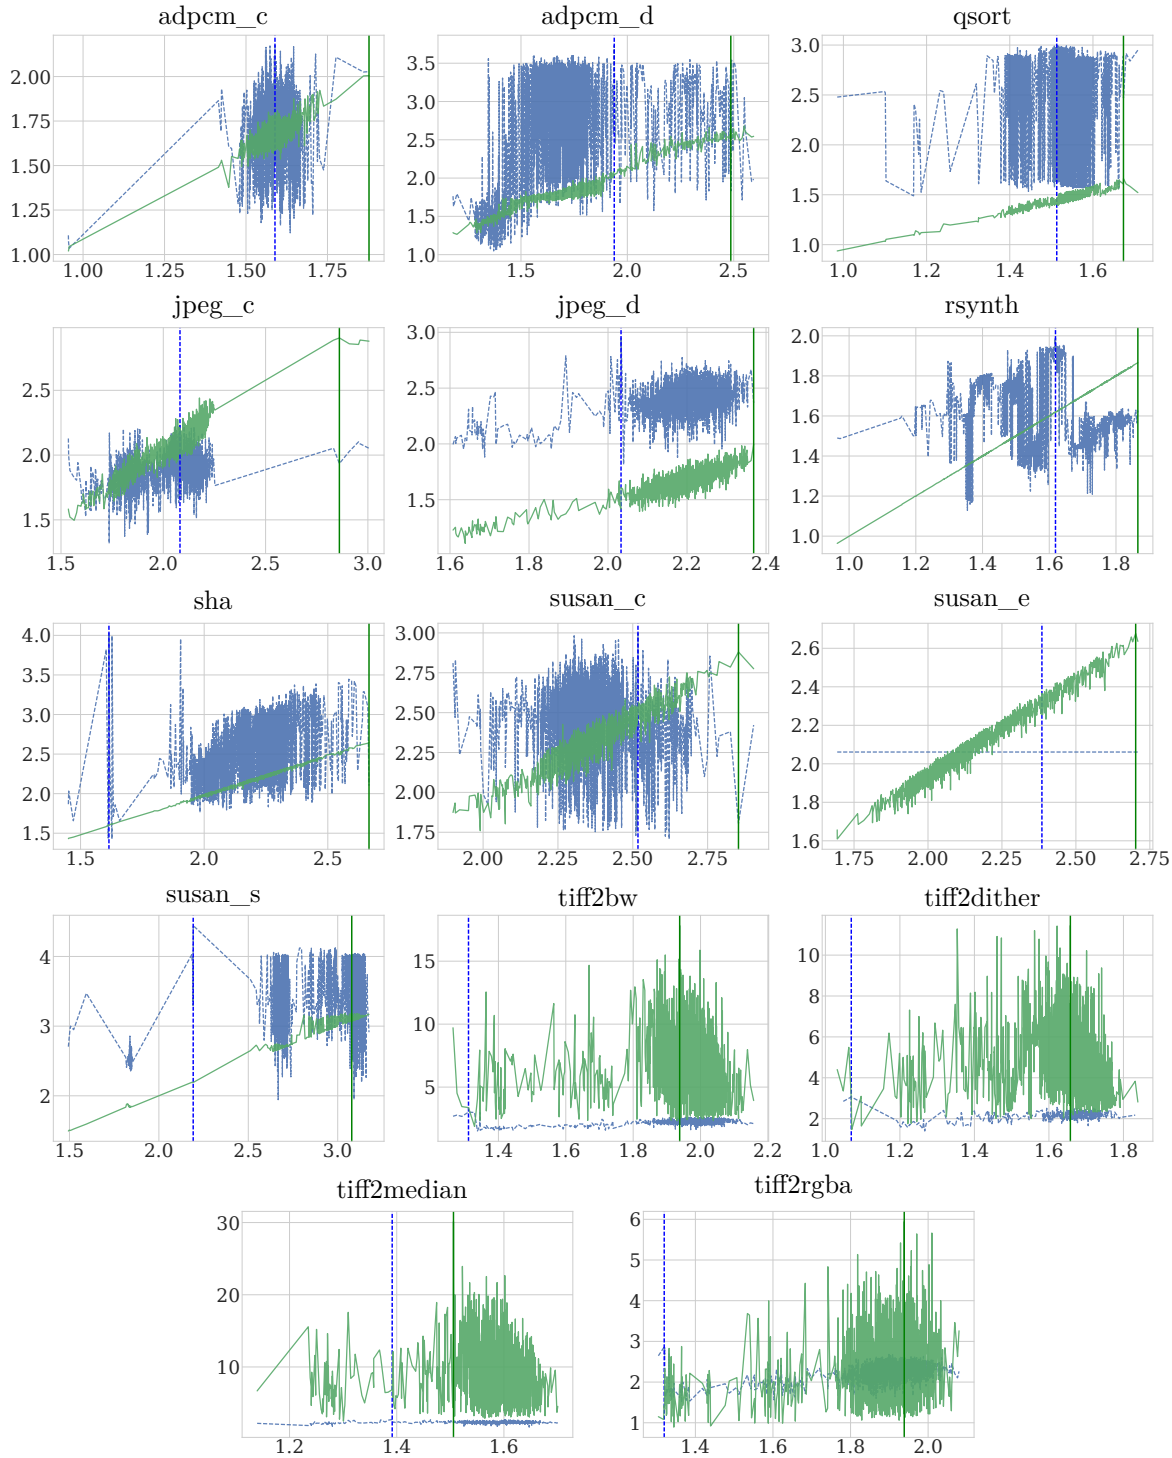 adpcm_c adpcm_d qsort
2.00 3.5 3.0
1.75 3.0 2.5
1.50 2.5 2.0
1.25 2.0 1.5
1.00 1.5 1.0
1.0
1.00 1.25 1.50 1.75 1.5 2.0 2.5 1.0 1.2 1.4 1.6
jpeg_c jpeg_d rsynth
2.5 3.0 2.0
2.0 2.5 1.8
1.5 2.0 1.6
1.5 1.4
1.2
1.0
1.5 2.0 2.5 3.0 1.6 1.8 2.0 2.2 2.4 1.0 1.2 1.4 1.6 1.8
sha susan_c susan_e
4.0 3.00 2.6
3.5 2.75 2.4
3.0 2.50 2.2
2.5 2.25 2.0
2.0 2.00 1.8
1.5 1.75 1.6
1.5 2.0 2.5 2.00 2.25 2.50 2.75 1.75 2.00 2.25 2.50 2.75
susan_s tiff2bw tiff2dither
4 15 10
3 10 8
2 5 6
4
2
1.5 2.0 2.5 3.0 1.4 1.6 1.8 2.0 2.2 1.0 1.2 1.4 1.6 1.8
tiff2median tiff2rgba
30 6
20 5
10 4
3
2
1
1.2 1.4 1.6 1.4 1.6 1.8 2.0